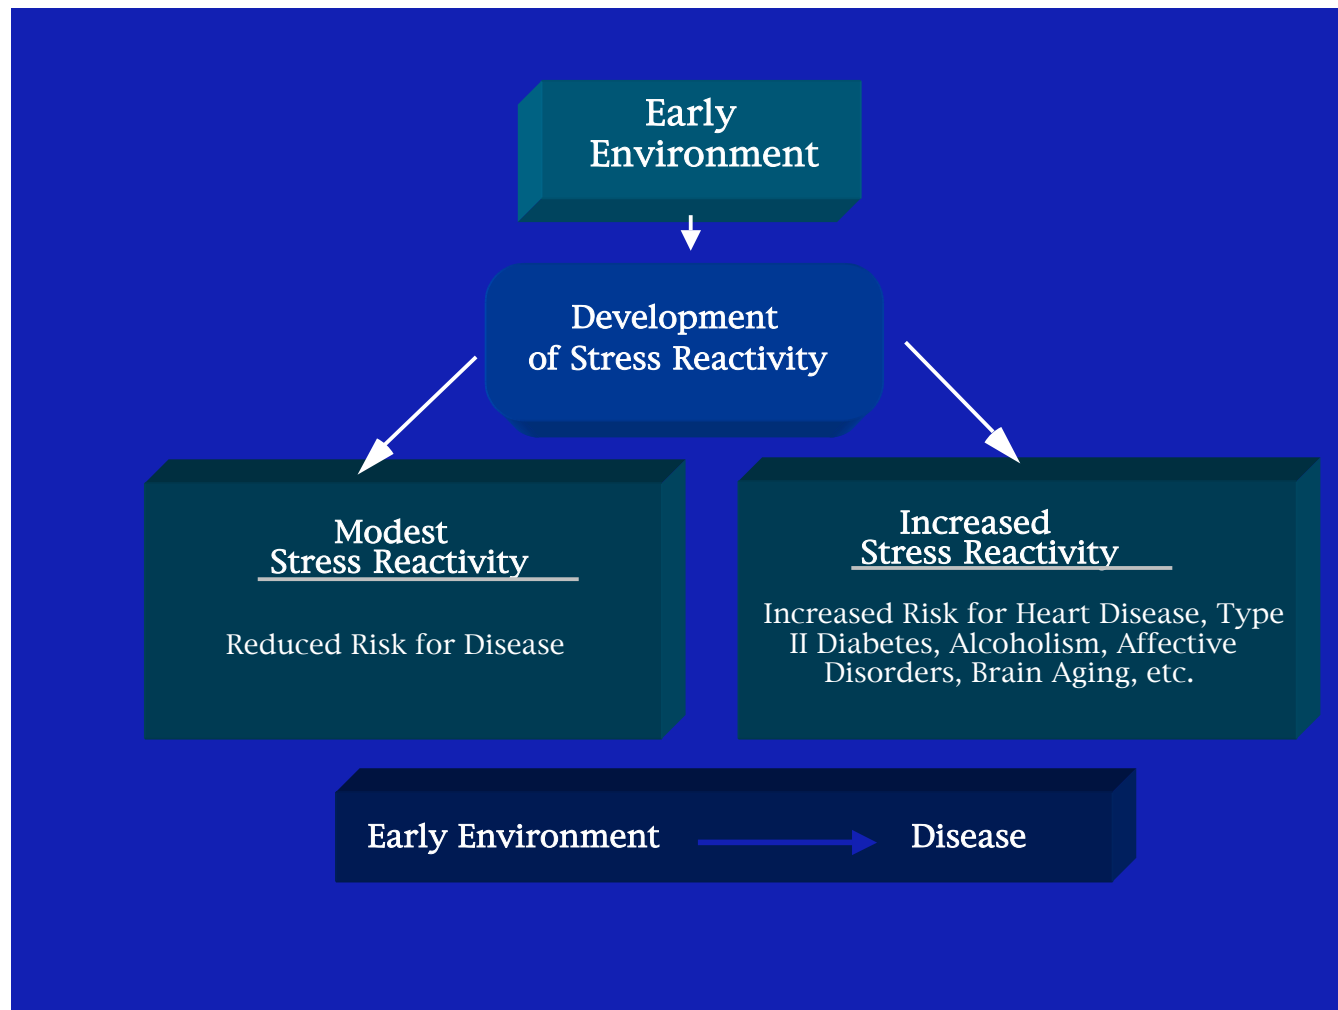 Early
Environment
Development
of Stress Reactivity
Modest
Stress Reactivity
Reduced Risk for Disease
Increased
Stress Reactivity
Increased Risk for Heart Disease, Type
II Diabetes, Alcoholism, Affective
Disorders, Brain Aging, etc.
Early Environment Disease